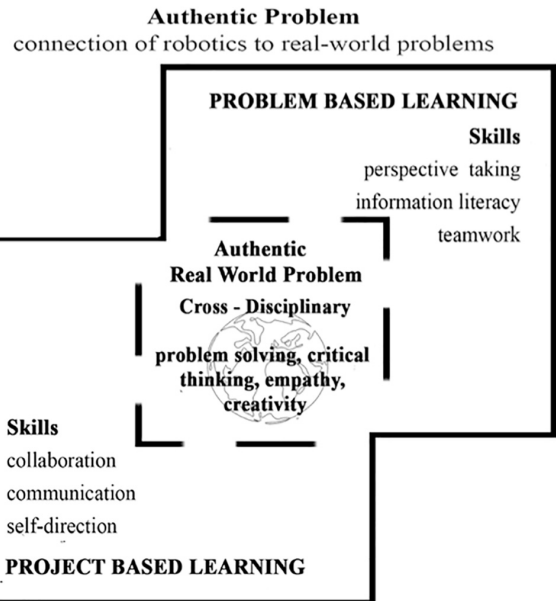 Authentic Problem
connection of robotics to real-world problems
PROBLEM BASED LEARNING
Skills
perspective taking
information literacy
teamwork
Authentic
Real World Problem
Cross - Disciplinary
problem solving, critical
thinking, empathy,
creativity
Skills
collaboration
communication
self-direction
PROJECT BASED LEARNING